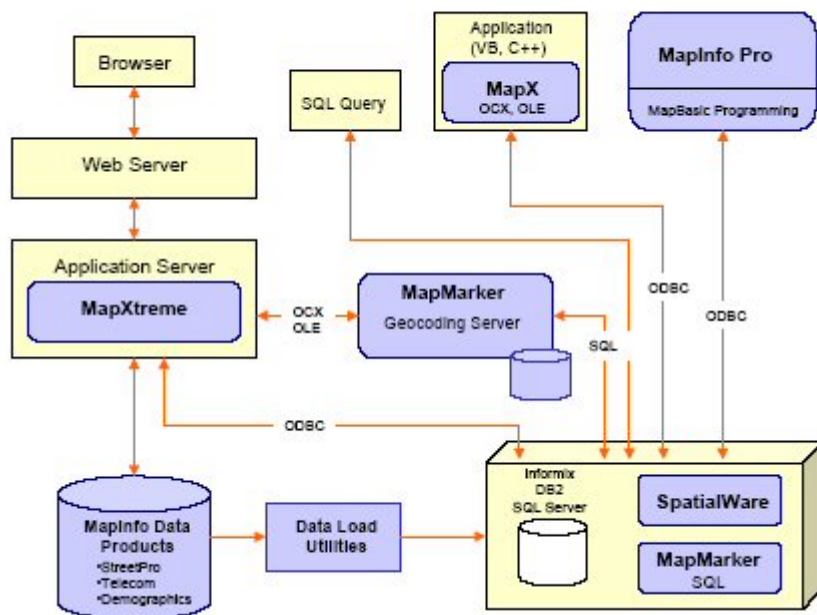 Browser
Web Server
Application Server
MapXtreme
SQL Query
Application
(VB, C++)
MapX
OCX, OLE
MapInfo Pro
MapBasic Programming
OCX
OLE
MapMarker
Geocoding Server
SQL
ODBC
ODBC
ODBC
MapInfo Data
Products
•StreetPro
•Telecom
•Demographics
Data Load
Utilities
Informix
DB2
SQL Server
SpatialWare
MapMarker
SQL